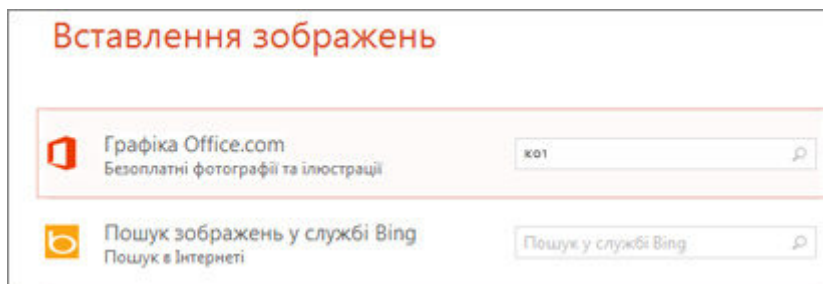 Вставлення зображень
Графіка Office.com
кот
Безоплатні фотографії та ілюстрації
Пошук зображень у службі Bing
Пошук у службі Bing
Пошук в Інтернеті